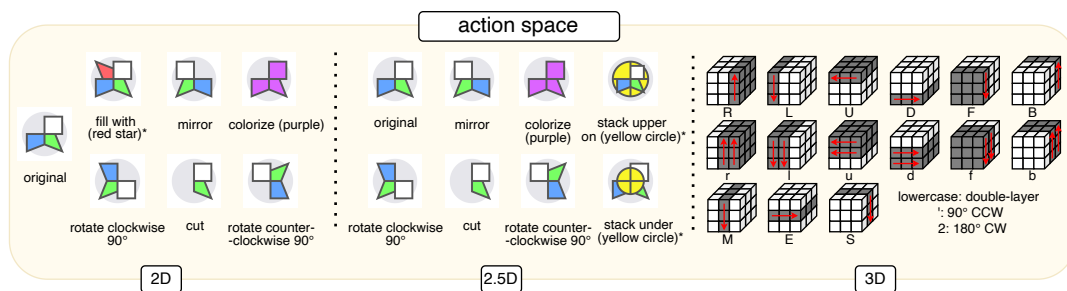 action space
original
fill with
(red star)*
mirror
colorize (purple)
rotate clockwise
90°
cut
rotate counter-
-clockwise 90°
2D
original
mirror
colorize
(purple)
stack upper
on (yellow circle)*
rotate clockwise
90°
cut
rotate counter-
-clockwise 90°
stack under
(yellow circle)*
2.5D
R
L
U
D
F
B
r
l
u
d
f
b
M
E
S
lowercase: double-layer
': 90° CCW
2: 180° CW
3D